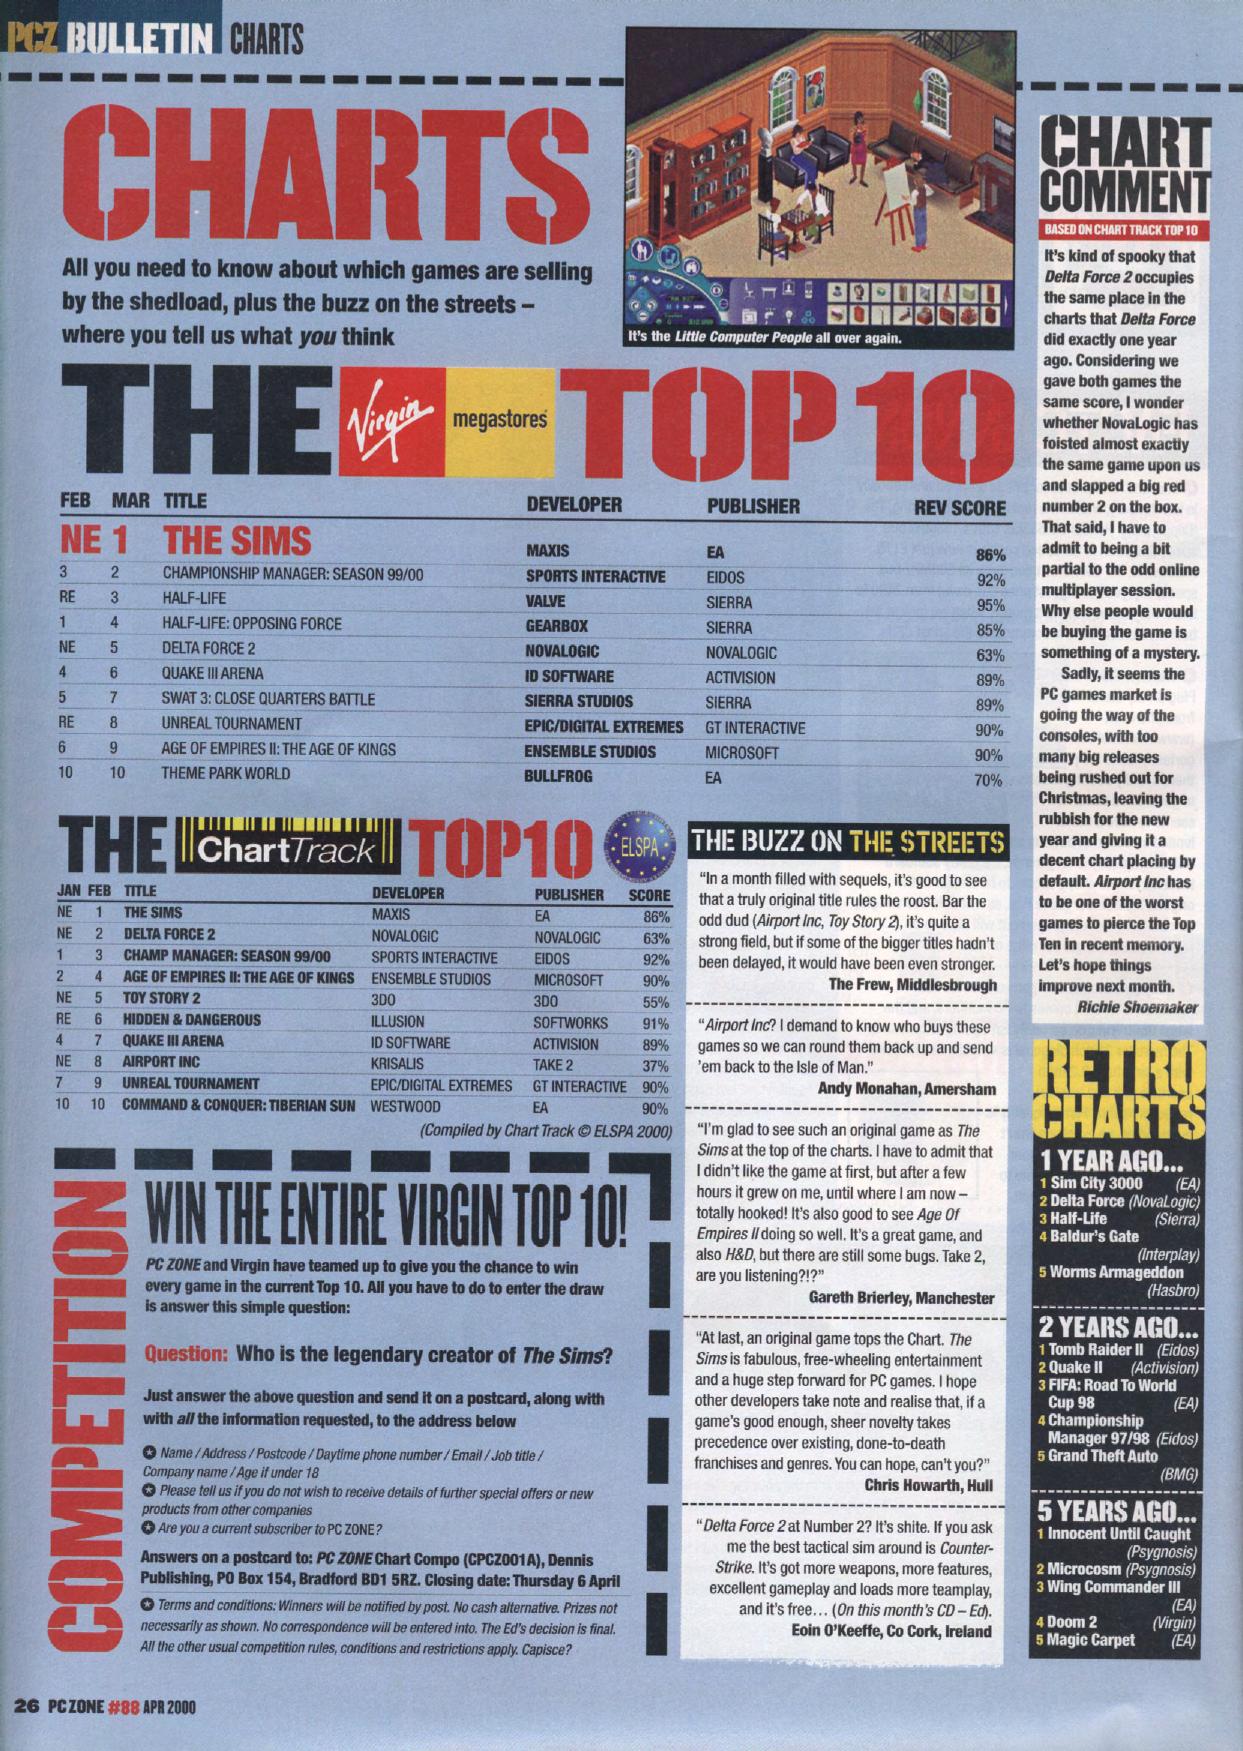 PCZ BULLETIN CHARTS
CHARTS
All you need to know about which games are selling
by the shedload, plus the buzz on the streets –
where you tell us what you think
It's the Little Computer People all over again.
THE Virgin megastores TOP 10
FEB MAR TITLE DEVELOPER PUBLISHER REV SCORE
NE 1 THE SIMS MAXIS EA 86%
3 2 CHAMPIONSHIP MANAGER: SEASON 99/00 SPORTS INTERACTIVE EIDOS 92%
RE 3 HALF-LIFE VALVE SIERRA 95%
1 4 HALF-LIFE: OPPOSING FORCE GEARBOX SIERRA 85%
NE 5 DELTA FORCE 2 NOVALOGIC NOVALOGIC 63%
4 6 QUAKE III ARENA ID SOFTWARE ACTIVISION 89%
5 7 SWAT 3: CLOSE QUARTERS BATTLE SIERRA STUDIOS SIERRA 89%
RE 8 UNREAL TOURNAMENT EPIC/DIGITAL EXTREMES GT INTERACTIVE 90%
6 9 AGE OF EMPIRES II: THE AGE OF KINGS ENSEMBLE STUDIOS MICROSOFT 90%
10 10 THEME PARK WORLD BULLFROG EA 70%
THE ChartTrack TOP10 ELSPA
JAN FEB TITLE DEVELOPER PUBLISHER SCORE
NE 1 THE SIMS MAXIS EA 86%
NE 2 DELTA FORCE 2 NOVALOGIC NOVALOGIC 63%
1 3 CHAMP MANAGER: SEASON 99/00 SPORTS INTERACTIVE EIDOS 92%
2 4 AGE OF EMPIRES II: THE AGE OF KINGS ENSEMBLE STUDIOS MICROSOFT 90%
NE 5 TOY STORY 2 3DO 3DO 55%
RE 6 HIDDEN & DANGEROUS ILLUSION SOFTWORKS 91%
4 7 QUAKE III ARENA ID SOFTWARE ACTIVISION 89%
NE 8 AIRPORT INC KRISALIS TAKE 2 37%
7 9 UNREAL TOURNAMENT EPIC/DIGITAL EXTREMES GT INTERACTIVE 90%
10 10 COMMAND & CONQUER: TIBERIAN SUN WESTWOOD EA 90%
(Compiled by Chart Track © ELSPA 2000)
COMPETITION
WIN THE ENTIRE VIRGIN TOP 10!
PC ZONE and Virgin have teamed up to give you the chance to win
every game in the current Top 10. All you have to do to enter the draw
is answer this simple question:
Question: Who is the legendary creator of The Sims?
Just answer the above question and send it on a postcard, along with
with all the information requested, to the address below
Name / Address / Postcode / Daytime phone number / Email / Job title /
Company name / Age if under 18
Please tell us if you do not wish to receive details of further special offers or new
products from other companies
Are you a current subscriber to PC ZONE?
Answers on a postcard to: PC ZONE Chart Compo (CPCZ001A), Dennis
Publishing, PO Box 154, Bradford BD1 5RZ. Closing date: Thursday 6 April
Terms and conditions: Winners will be notified by post. No cash alternative. Prizes not
necessarily as shown. No correspondence will be entered into. The Ed's decision is final.
All the other usual competition rules, conditions and restrictions apply. Capisce?
THE BUZZ ON THE STREETS
"In a month filled with sequels, it's good to see
that a truly original title rules the roost. Bar the
odd dud (Airport Inc, Toy Story 2), it's quite a
strong field, but if some of the bigger titles hadn't
been delayed, it would have been even stronger.
The Frew, Middlesbrough
"Airport Inc? I demand to know who buys these
games so we can round them back up and send
'em back to the Isle of Man."
Andy Monahan, Amersham
"I'm glad to see such an original game as The
Sims at the top of the charts. I have to admit that
I didn't like the game at first, but after a few
hours it grew on me, until where I am now –
totally hooked! It's also good to see Age Of
Empires II doing so well. It's a great game, and
also H&D, but there are still some bugs. Take 2,
are you listening?!?"
Gareth Brierley, Manchester
"At last, an original game tops the Chart. The
Sims is fabulous, free-wheeling entertainment
and a huge step forward for PC games. I hope
other developers take note and realise that, if a
game's good enough, sheer novelty takes
precedence over existing, done-to-death
franchises and genres. You can hope, can't you?"
Chris Howarth, Hull
"Delta Force 2 at Number 2? It's shite. If you ask
me the best tactical sim around is Counter-
Strike. It's got more weapons, more features,
excellent gameplay and loads more teamplay,
and it's free... (On this month's CD – Ed).
Eoin O'Keeffe, Co Cork, Ireland
CHART
COMMENT
BASED ON CHART TRACK TOP 10
It's kind of spooky that
Delta Force 2 occupies
the same place in the
charts that Delta Force
did exactly one year
ago. Considering we
gave both games the
same score, I wonder
whether NovaLogic has
foisted almost exactly
the same game upon us
and slapped a big red
number 2 on the box.
That said, I have to
admit to being a bit
partial to the odd online
multiplayer session.
Why else people would
be buying the game is
something of a mystery.
Sadly, it seems the
PC games market is
going the way of the
consoles, with too
many big releases
being rushed out for
Christmas, leaving the
rubbish for the new
year and giving it a
decent chart placing by
default. Airport Inc has
to be one of the worst
games to pierce the Top
Ten in recent memory.
Let's hope things
improve next month.
Richie Shoemaker
RETRO
CHARTS
1 YEAR AGO...
1 Sim City 3000 (EA)
2 Delta Force (NovaLogic)
3 Half-Life (Sierra)
4 Baldur's Gate
(Interplay)
5 Worms Armageddon
(Hasbro)
2 YEARS AGO...
1 Tomb Raider II (Eidos)
2 Quake II (Activision)
3 FIFA: Road To World
Cup 98 (EA)
4 Championship
Manager 97/98 (Eidos)
5 Grand Theft Auto
(BMG)
5 YEARS AGO...
1 Innocent Until Caught
(Psygnosis)
2 Microcosm (Psygnosis)
3 Wing Commander III
(EA)
4 Doom 2 (Virgin)
5 Magic Carpet (EA)
26 PC ZONE #88 APR 2000